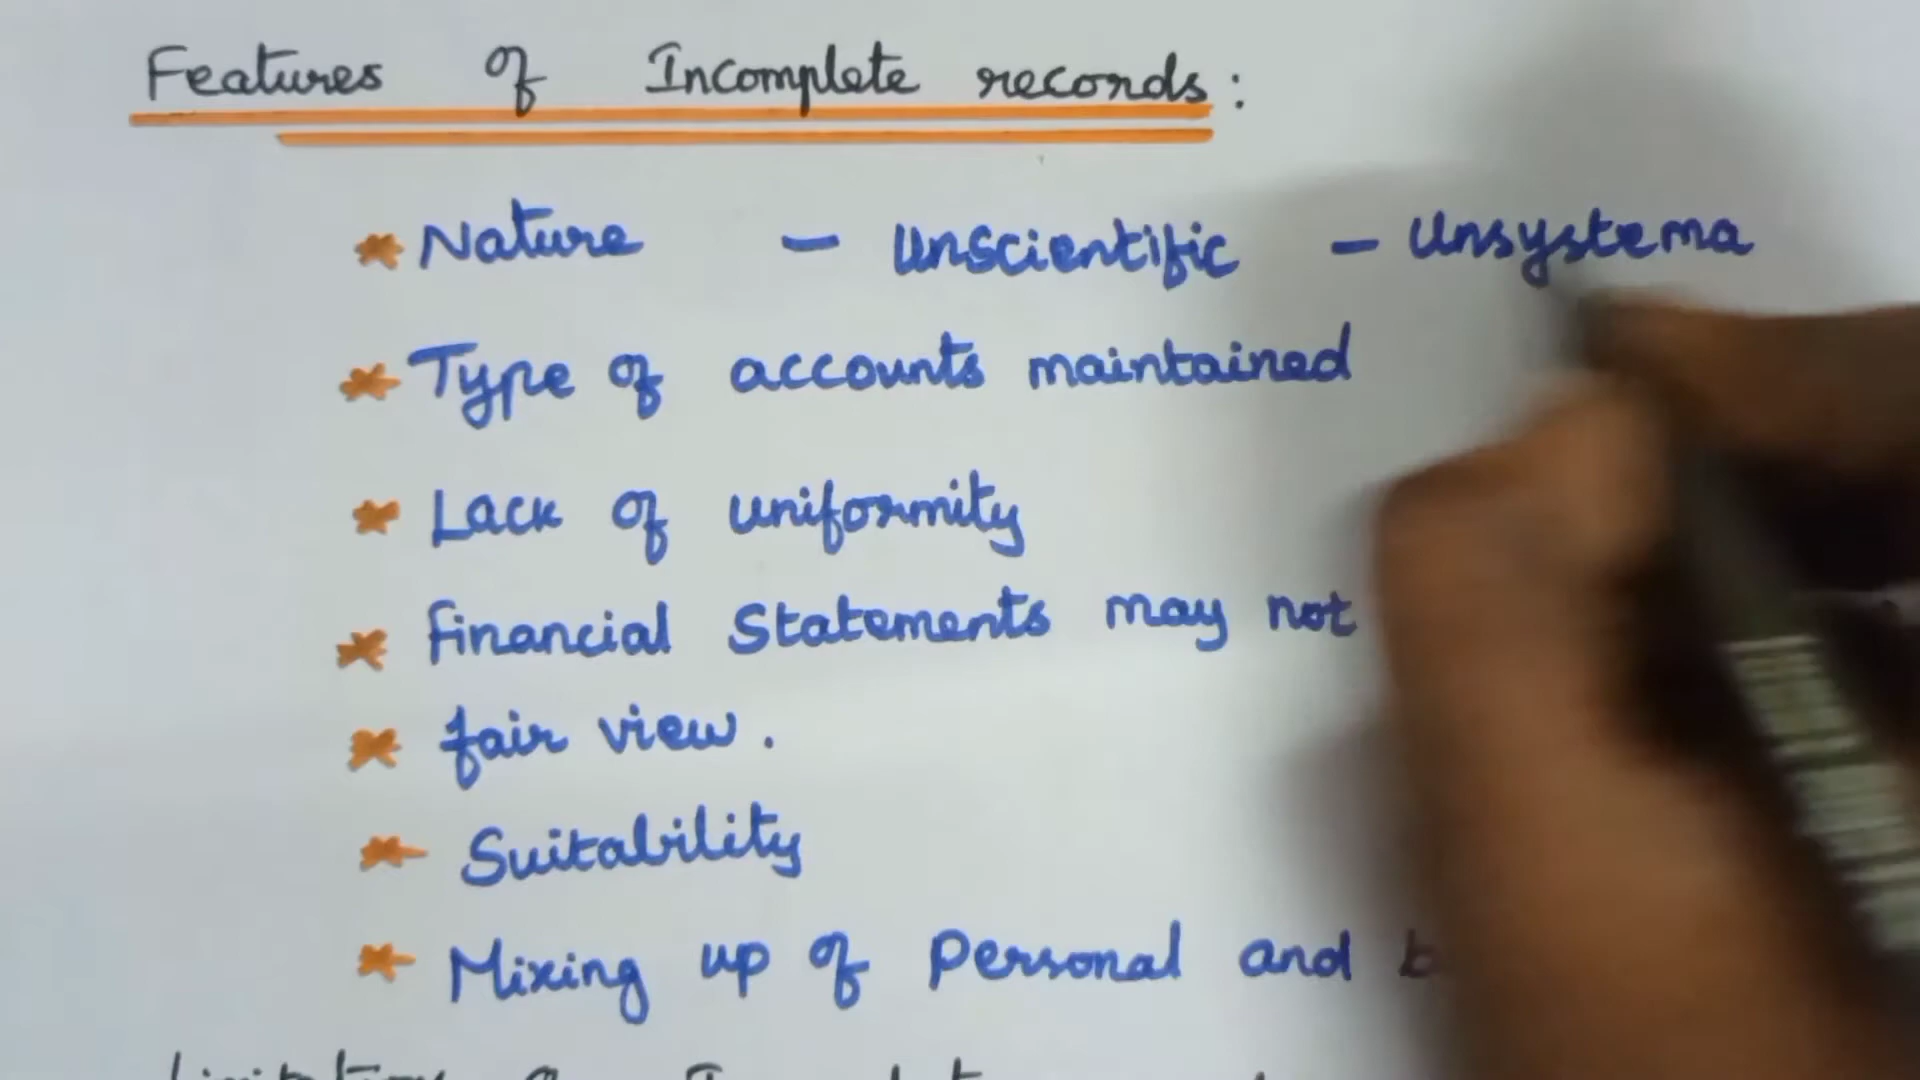 Features of Incomplete records:
* Nature - Unscientific - Unsystema
* Type of accounts maintained
* Lack of uniformity
* Financial Statements may not
* fair view.
* Suitability
* Mixing up of Personal and b